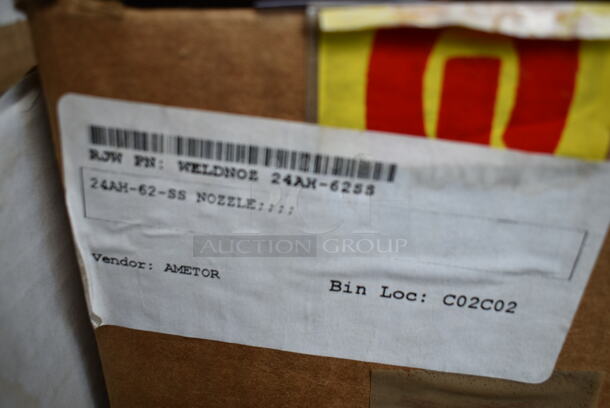 RJW PN: WELDNOZ 24AH-62SS
24AH-62-SS NOZZLE;;;;
AUCTION GROUP
Vendor: AMETOR
Bin Loc: C02C02